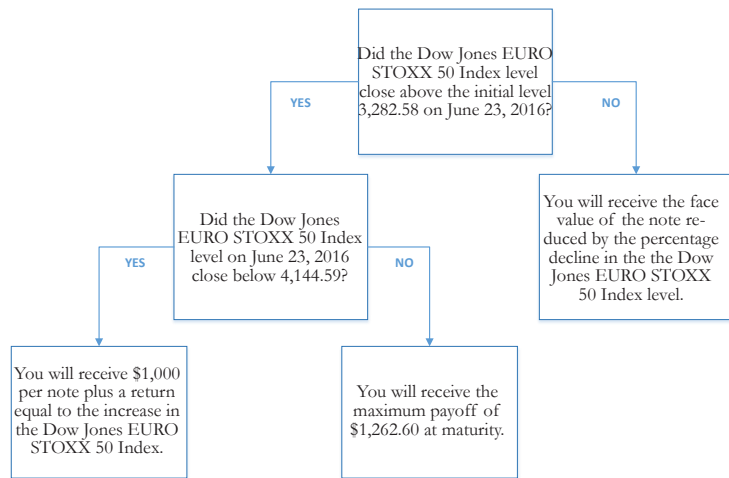 Did the Dow Jones EURO
STOXX 50 Index level
close above the initial level
3,282.58 on June 23, 2016?
YES
NO
Did the Dow Jones
EURO STOXX 50 Index
level on June 23, 2016
close below 4,144.59?
You will receive the face
value of the note re-
duced by the percentage
decline in the the Dow
Jones EURO STOXX
50 Index level.
YES
NO
You will receive $1,000
per note plus a return
equal to the increase in
the Dow Jones EURO
STOXX 50 Index.
You will receive the
maximum payoff of
$1,262.60 at maturity.